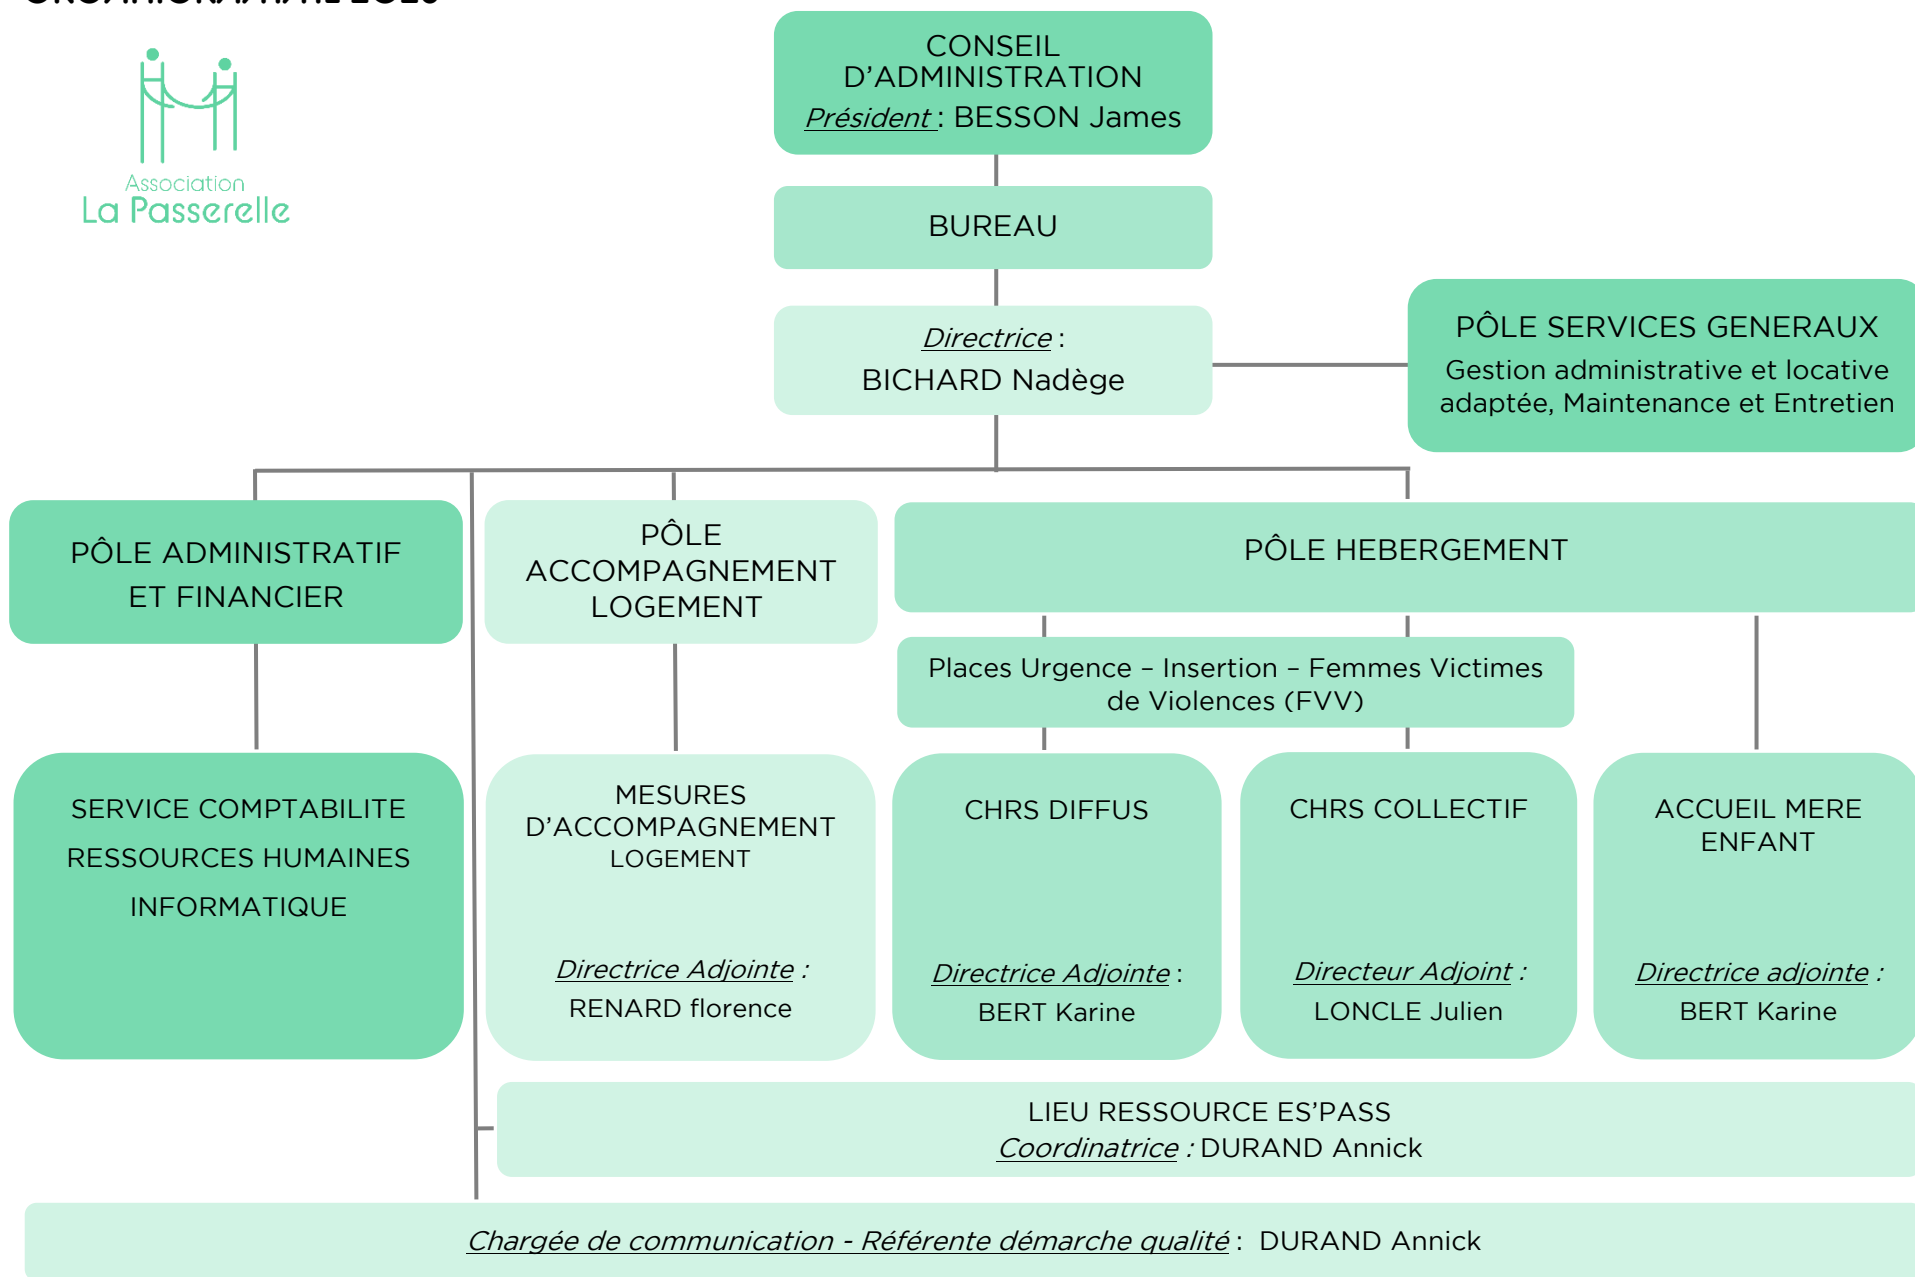 Association
La Passerelle
CONSEIL
D'ADMINISTRATION
Président : BESSON James
BUREAU
Directrice :
BICHARD Nadège
PÔLE SERVICES GENERAUX
Gestion administrative et locative
adaptée, Maintenance et Entretien
PÔLE ADMINISTRATIF
ET FINANCIER
PÔLE
ACCOMPAGNEMENT
LOGEMENT
PÔLE HEBERGEMENT
Places Urgence – Insertion – Femmes Victimes
de Violences (FVV)
SERVICE COMPTABILITE
RESSOURCES HUMAINES
INFORMATIQUE
MESURES
D'ACCOMPAGNEMENT
LOGEMENT
Directrice Adjointe :
RENARD florence
CHRS DIFFUS
Directrice Adjointe :
BERT Karine
CHRS COLLECTIF
Directeur Adjoint :
LONCLE Julien
ACCUEIL MERE
ENFANT
Directrice adjointe :
BERT Karine
LIEU RESSOURCE ES'PASS
Coordinatrice : DURAND Annick
Chargée de communication - Référente démarche qualité : DURAND Annick